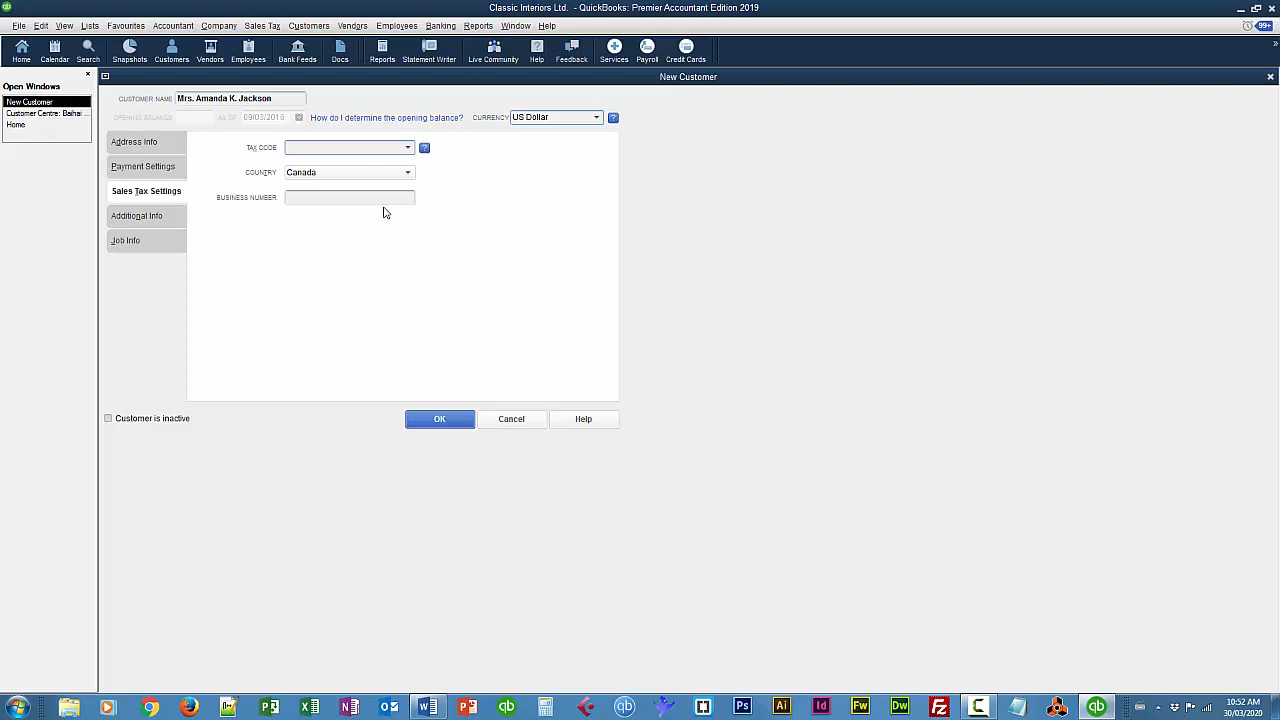 Classic Interiors Ltd. - QuickBooks: Premier Accountant Edition 2019
File Edit View Lists Favourites Accountant Company Sales Tax Customers Vendors Employees Banking Reports Window Help
99+
Home Calendar Search Snapshots Customers Vendors Employees Bank Feeds Docs Reports Statement Writer Live Community Help Feedback Services Payroll Credit Cards
Open Windows
New Customer
Customer Centre: Balhai ...
Home
New Customer
CUSTOMER NAME Mrs. Amanda K. Jackson
OPENING BALANCE AS OF 09/03/2016 How do I determine the opening balance? CURRENCY US Dollar ?
Address Info
Payment Settings
Sales Tax Settings
Additional Info
Job Info
TAX CODE ?
COUNTRY Canada
BUSINESS NUMBER
Customer is inactive
OK Cancel Help
10:52 AM
30/03/2020